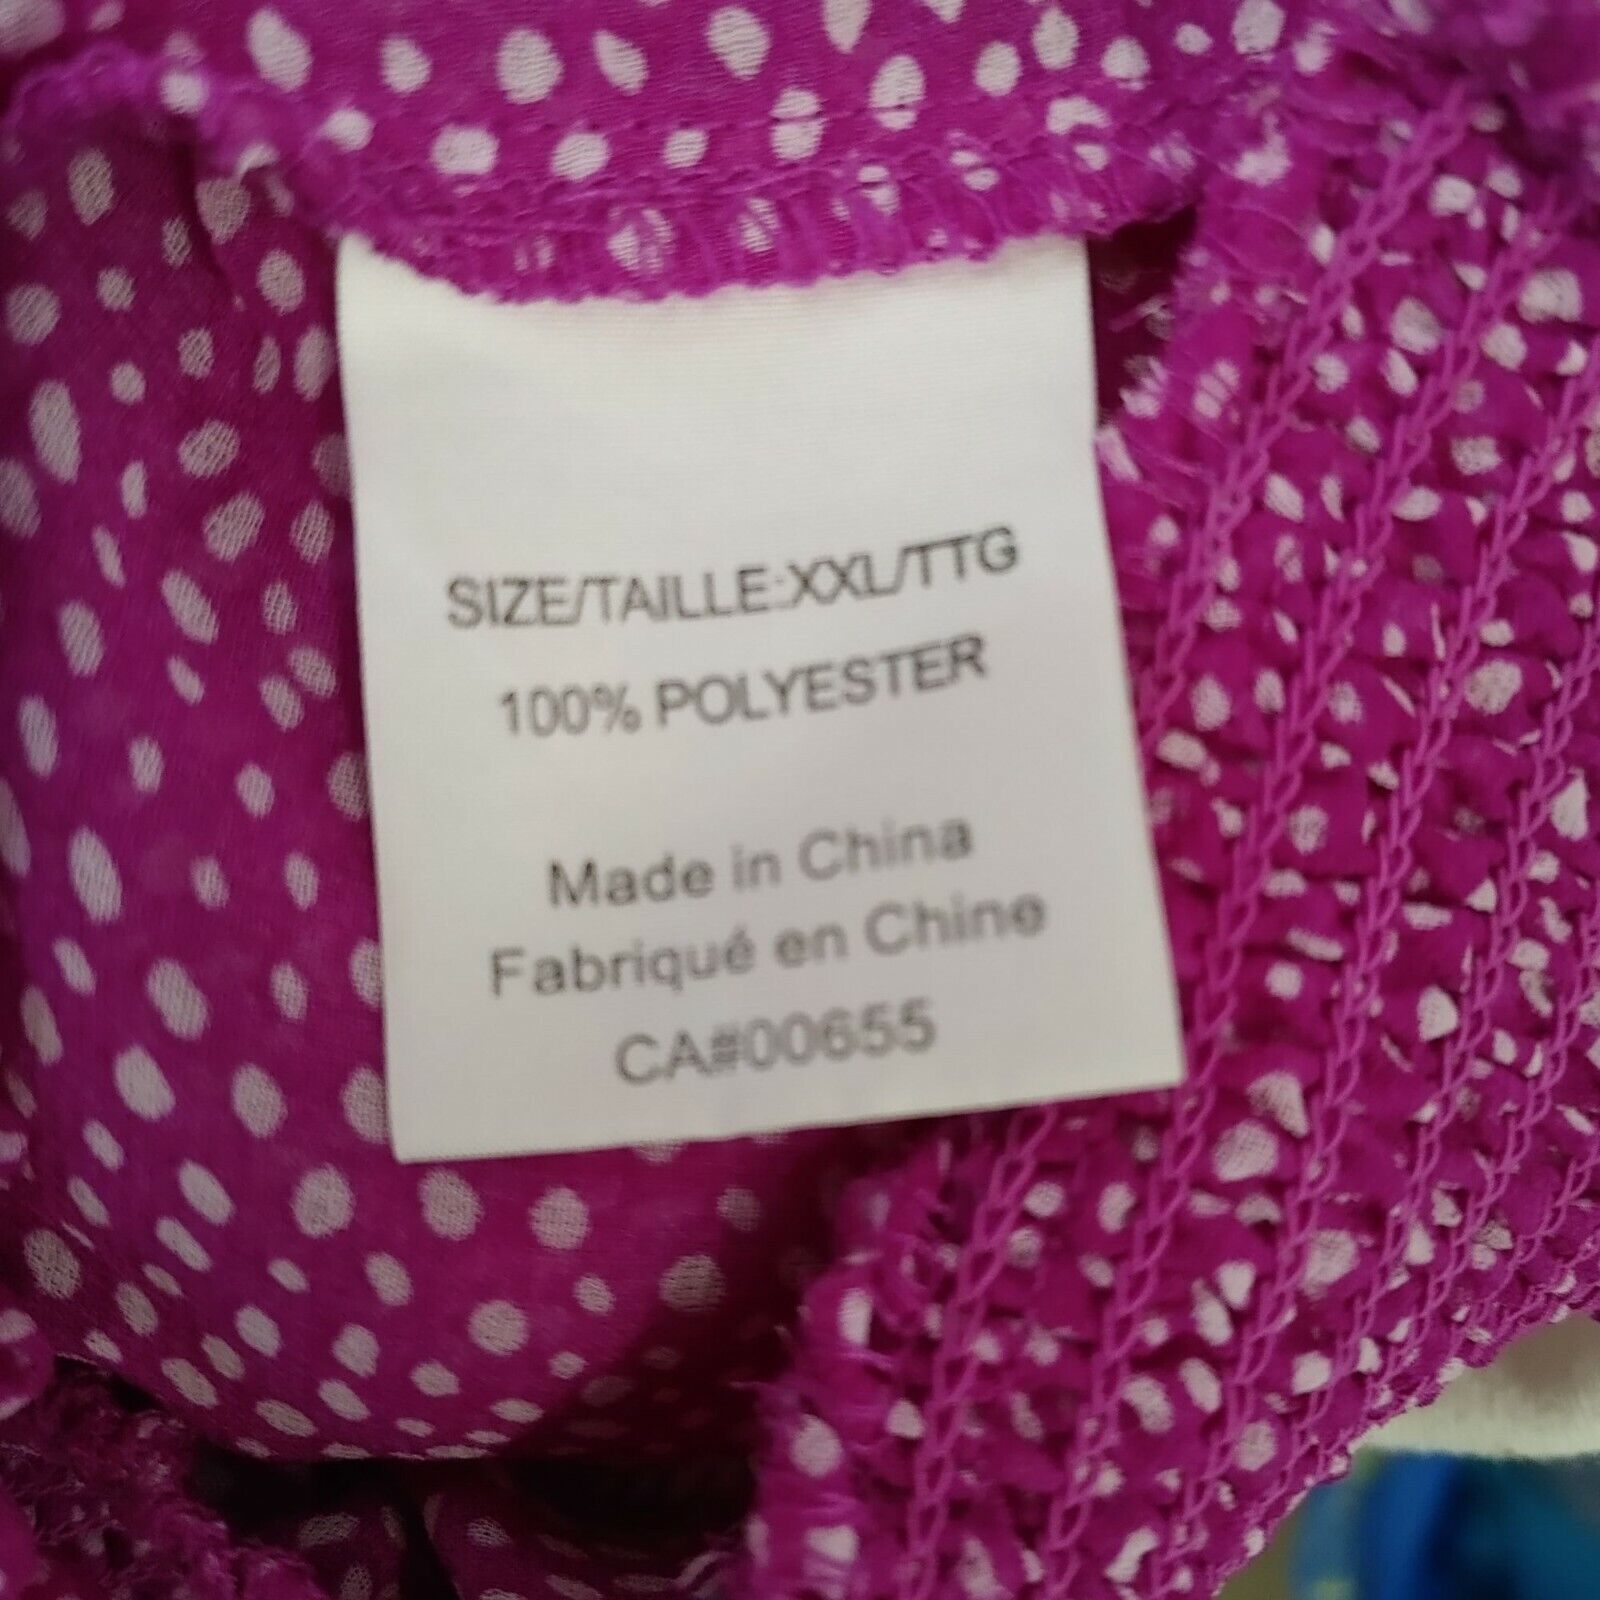 SIZE/TAILLE:XXL/TTG
100% POLYESTER
Made in China
Fabriqué en Chine
CA#00655